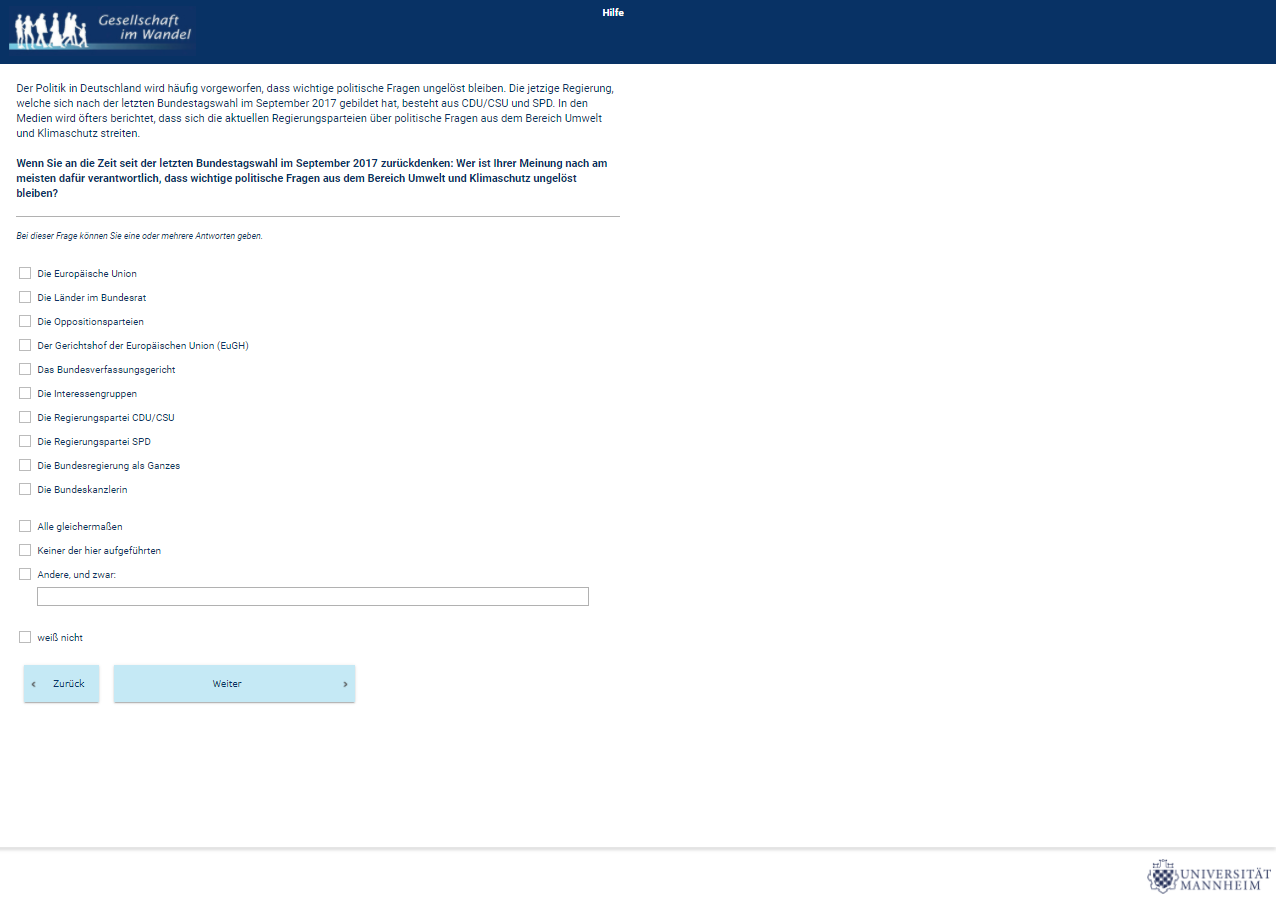 Gesellschaft
im Wandel
Hilfe
Der Politik in Deutschland wird häufig vorgeworfen, dass wichtige politische Fragen ungelöst bleiben. Die jetzige Regierung,
welche sich nach der letzten Bundestagswahl im September 2017 gebildet hat, besteht aus CDU/CSU und SPD. In den
Medien wird öfters berichtet, dass sich die aktuellen Regierungsparteien über politische Fragen aus dem Bereich Umwelt
und Klimaschutz streiten.
Wenn Sie an die Zeit seit der letzten Bundestagswahl im September 2017 zurückdenken: Wer ist Ihrer Meinung nach am
meisten dafür verantwortlich, dass wichtige politische Fragen aus dem Bereich Umwelt und Klimaschutz ungelöst
bleiben?
Bei dieser Frage können Sie eine oder mehrere Antworten geben.
Die Europäische Union
Die Länder im Bundesrat
Die Oppositionsparteien
Der Gerichtshof der Europäischen Union (EuGH)
Das Bundesverfassungsgericht
Die Interessengruppen
Die Regierungspartei CDU/CSU
Die Regierungspartei SPD
Die Bundesregierung als Ganzes
Die Bundeskanzlerin
Alle gleichermaßen
Keiner der hier aufgeführten
Andere, und zwar:
weiß nicht
‹ Zurück
Weiter ›
UNIVERSITÄT
MANNHEIM